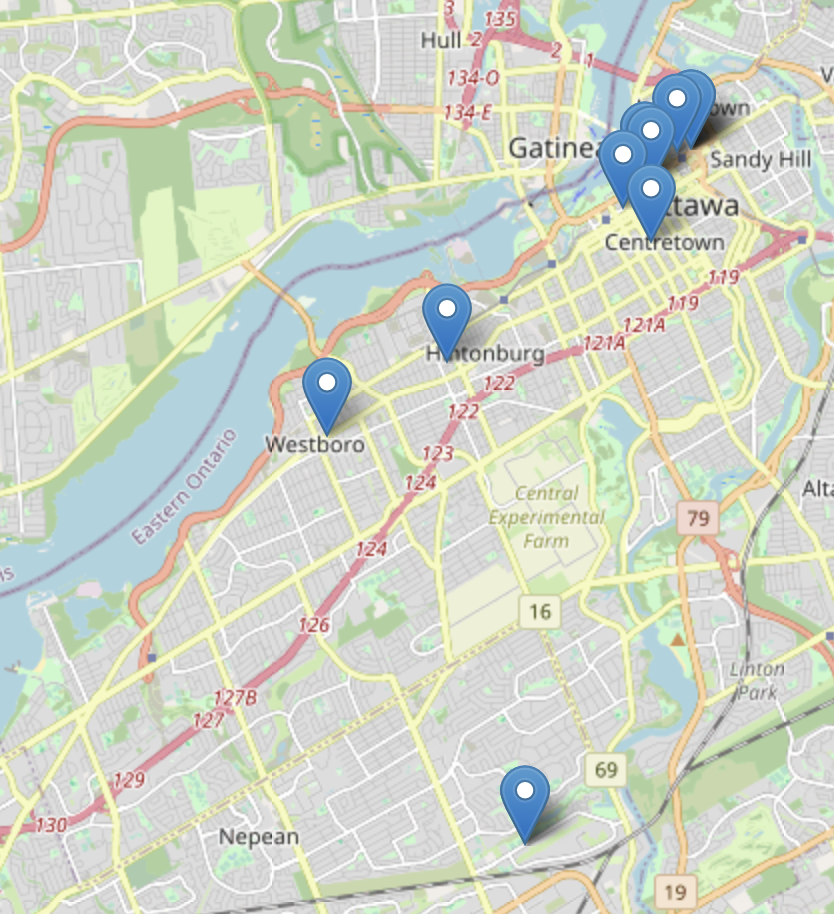 3
135
Hull
2
2
1
134-O
134-E
Gatinea
own
V
Sandy Hill
ttawa
Centretown
119
119
121A
121A
Hintonburg
122
122
Westboro
123
124
Eastern Ontario
Central
Experimental
Farm
79
Alta
124
is
16
126
Linton
Park
127B
127
69
129
130
Nepean
19